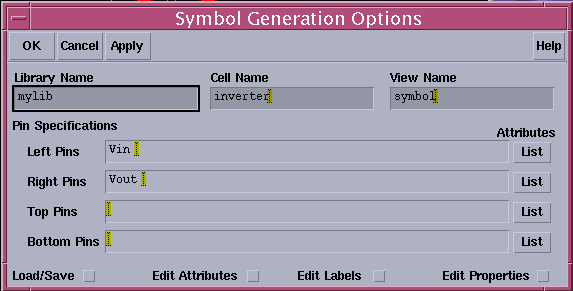 Symbol Generation Options
OK Cancel Apply Help
Library Name Cell Name View Name
mylib inverter symbol
Pin Specifications Attributes
Left Pins Vin List
Right Pins Vout List
Top Pins List
Bottom Pins List
Load/Save Edit Attributes Edit Labels Edit Properties